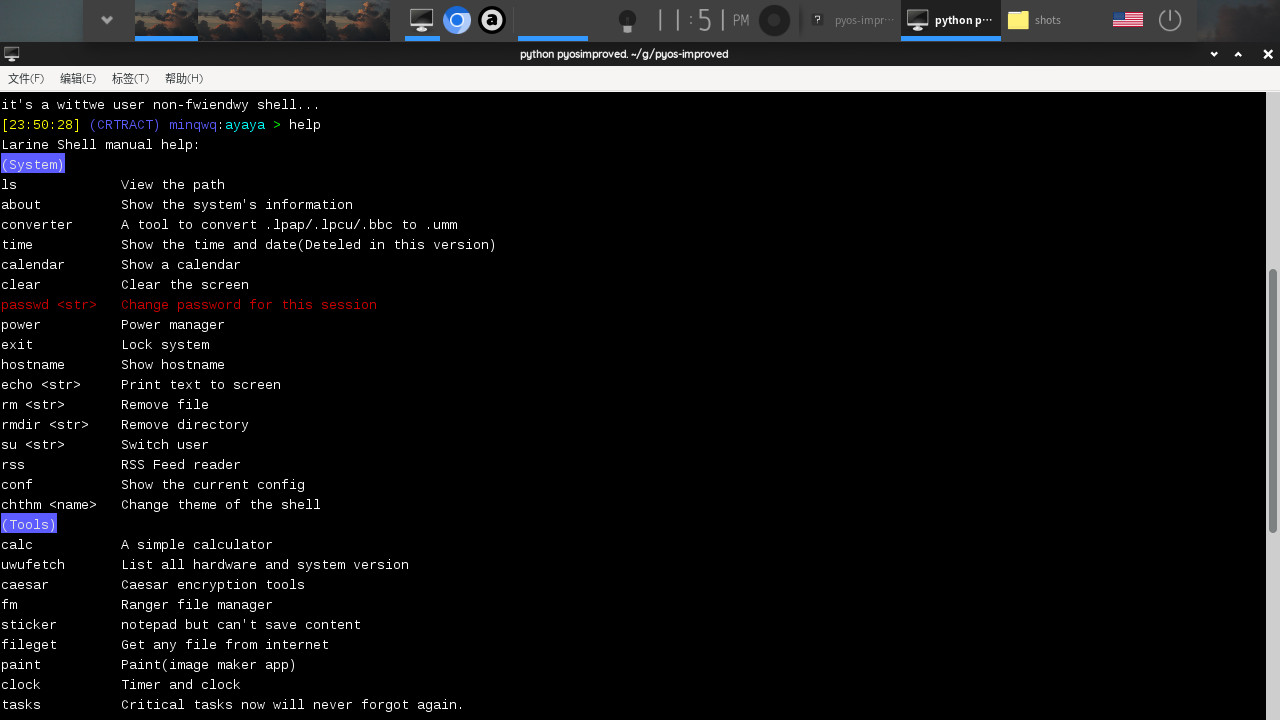 11:51 PM
pyos-impr...
python p...
shots
python pyosimproved. ~/g/pyos-improved
文件(F) 编辑(E) 标签(T) 帮助(H)
it's a wittwe user non-fwiendwy shell...
[23:50:28] (CRTRACT) minqwq:ayaya > help
Larine Shell manual help:
(System)
ls View the path
about Show the system's information
converter A tool to convert .lpap/.lpcu/.bbc to .umm
time Show the time and date(Deteled in this version)
calendar Show a calendar
clear Clear the screen
passwd <str> Change password for this session
power Power manager
exit Lock system
hostname Show hostname
echo <str> Print text to screen
rm <str> Remove file
rmdir <str> Remove directory
su <str> Switch user
rss RSS Feed reader
conf Show the current config
chthm <name> Change theme of the shell
(Tools)
calc A simple calculator
uwufetch List all hardware and system version
caesar Caesar encryption tools
fm Ranger file manager
sticker notepad but can't save content
fileget Get any file from internet
paint Paint(image maker app)
clock Timer and clock
tasks Critical tasks now will never forgot again.